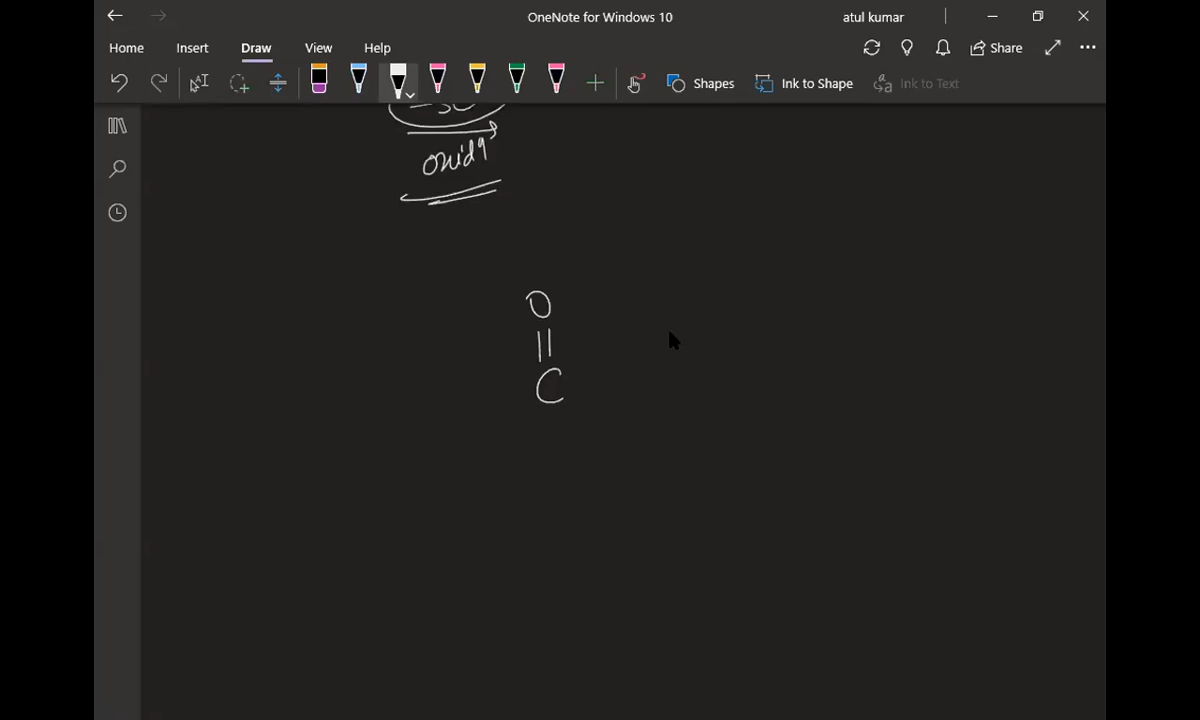 OneNote for Windows 10
atul kumar
Home Insert Draw View Help
Share
Shapes
Ink to Shape
Ink to Text
O
||
C